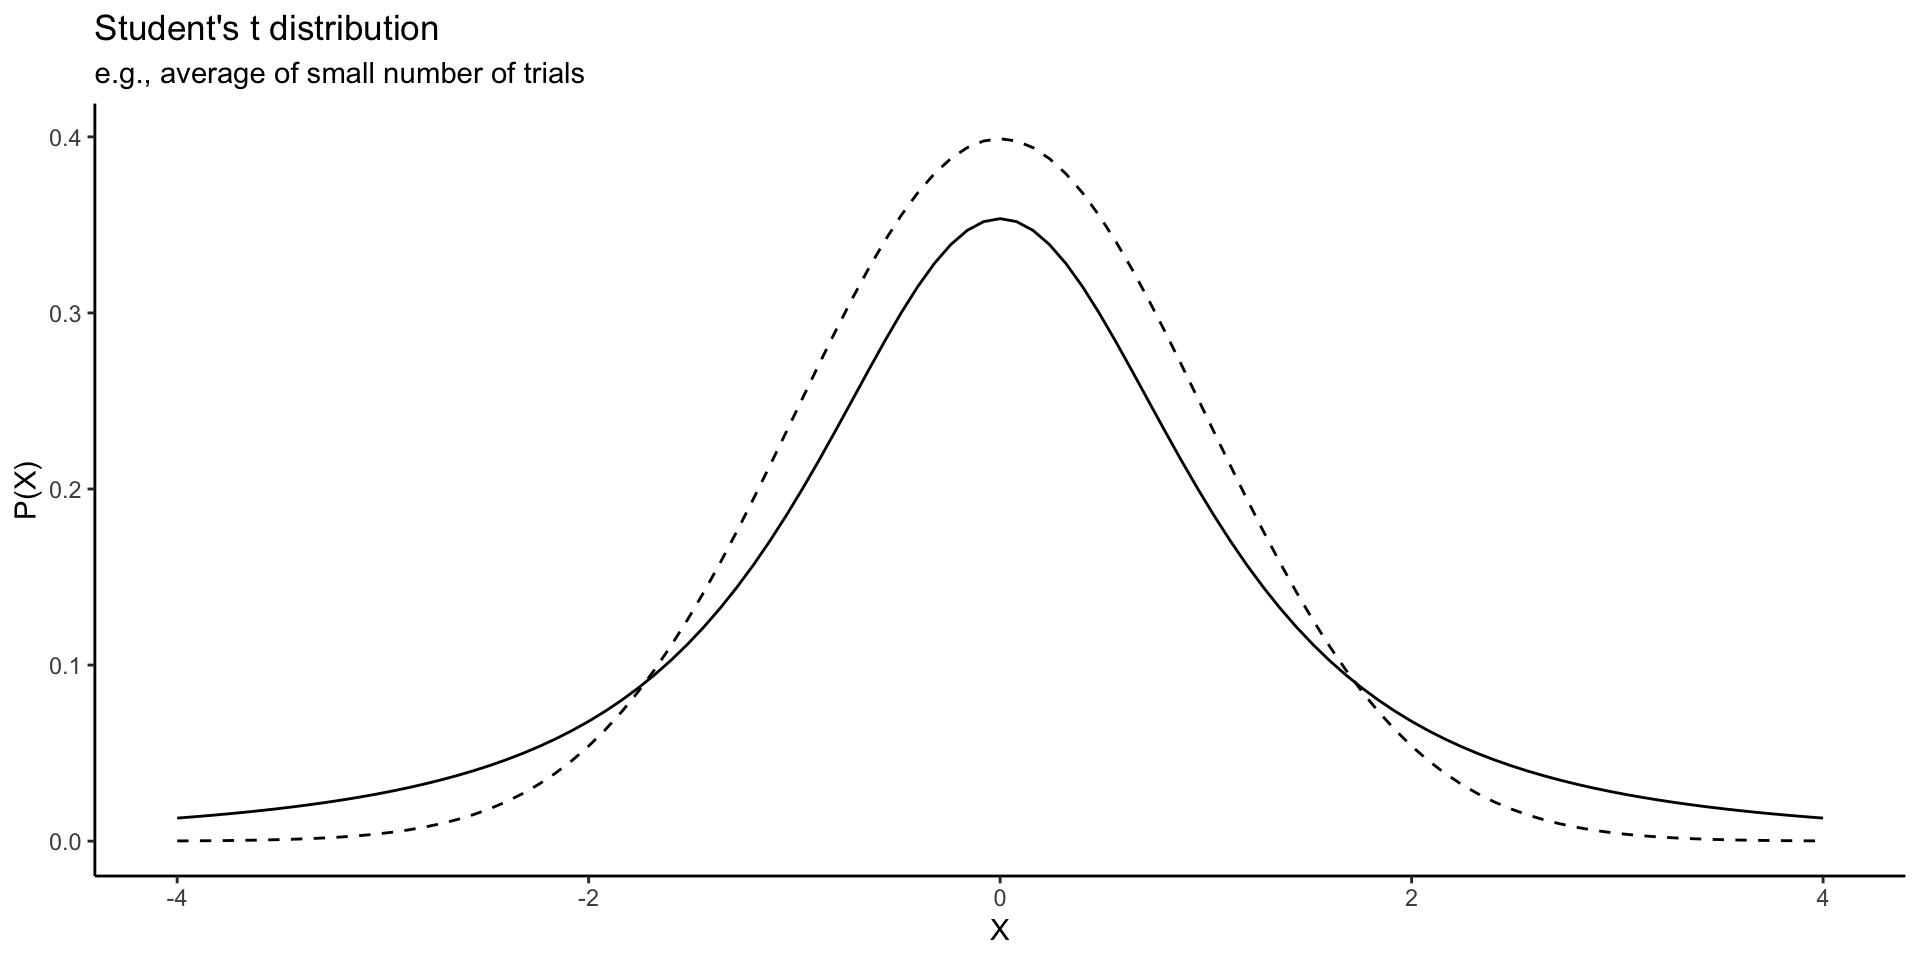 Student's t distribution
e.g., average of small number of trials
0.4
0.3
0.2
0.1
0.0
P(X)
-4
-2
0
2
4
X